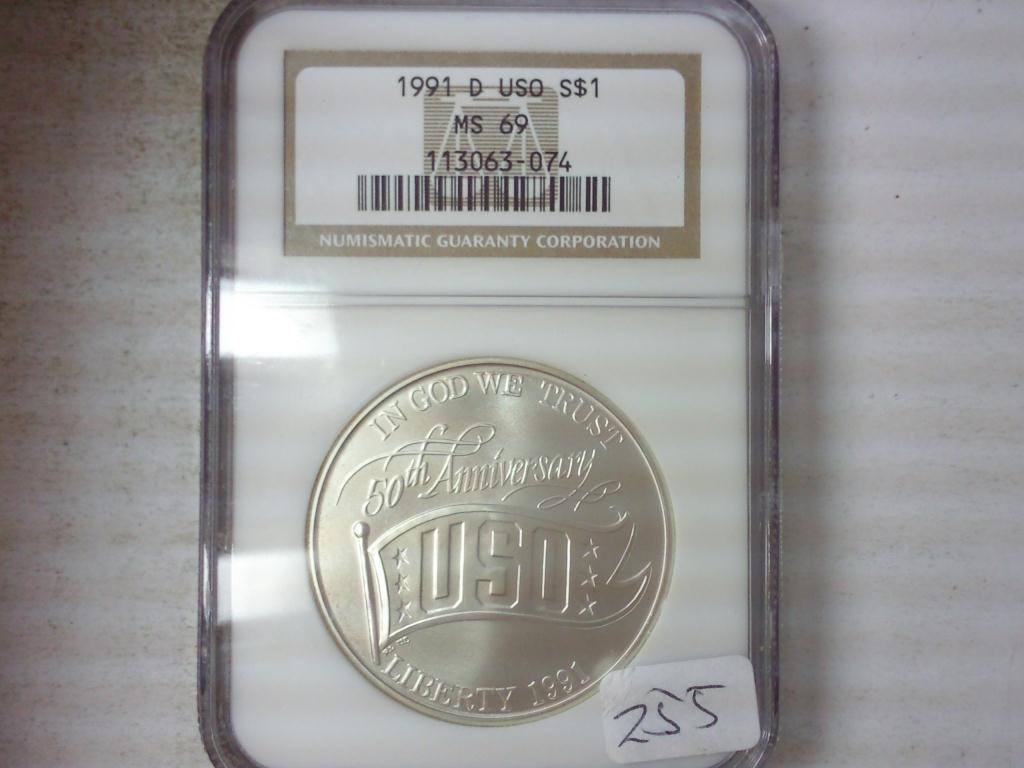 1991 D USO S$1
MS 69
113063-074
NUMISMATIC GUARANTY CORPORATION
IN GOD WE TRUST
50th Anniversary
USO
LIBERTY 1991
255